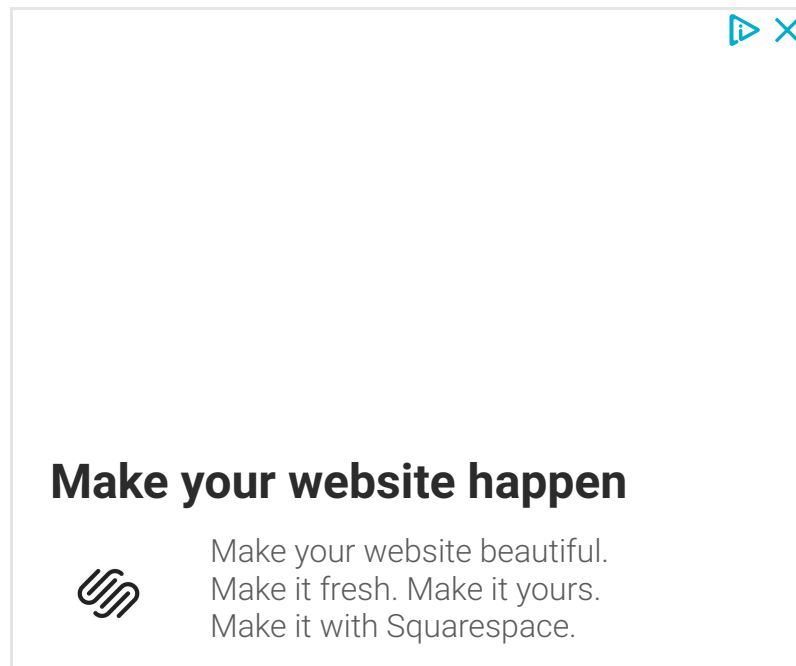 Make your website happen
Make your website beautiful.
Make it fresh. Make it yours.
Make it with Squarespace.